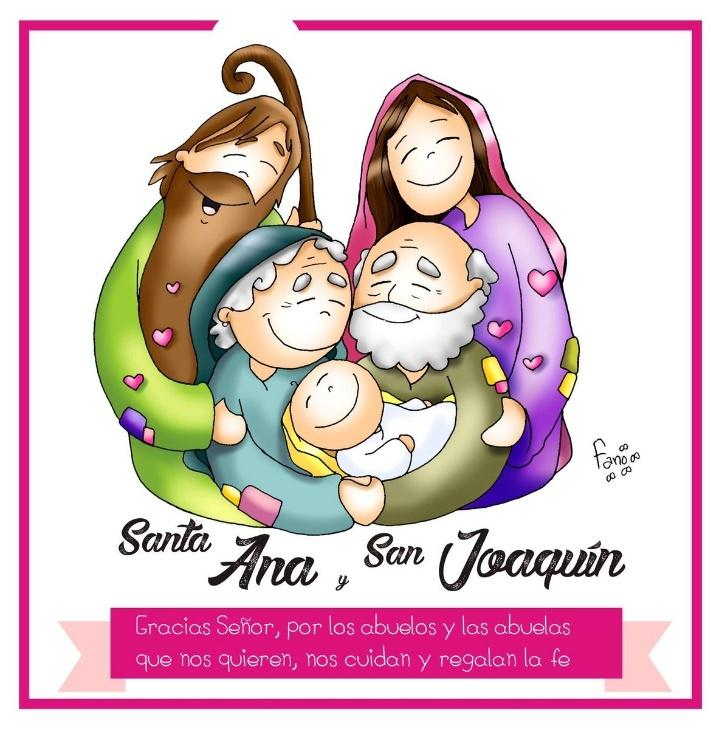 Fano
Santa Ana y San Joaquín
Gracias Señor, por los abuelos y las abuelas
que nos quieren, nos cuidan y regalan la fe